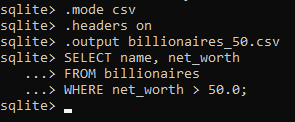 sqlite> .mode csv
sqlite> .headers on
sqlite> .output billionaires_50.csv
sqlite> SELECT name, net_worth
   ...> FROM billionaires
   ...> WHERE net_worth > 50.0;
sqlite>